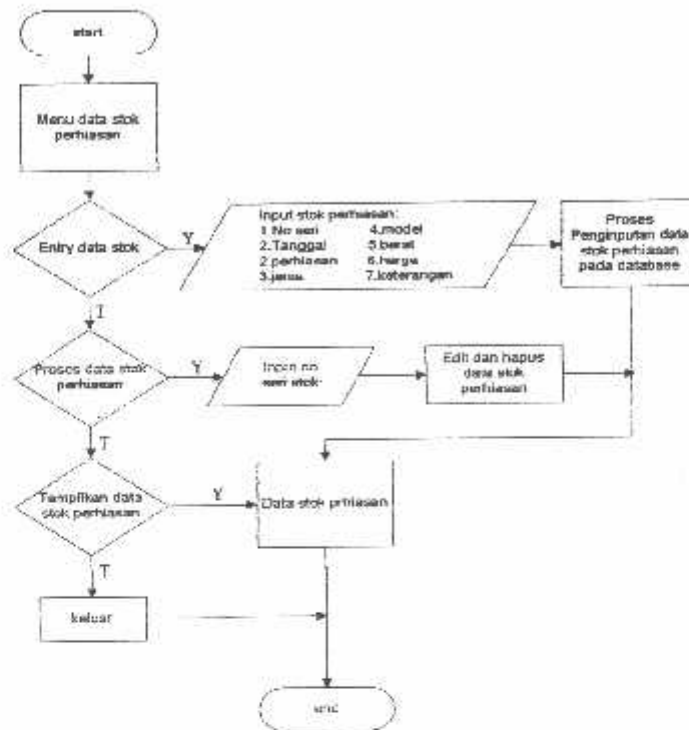 start
Menu data stok
perhiasan
Entry data stok
Y
Input stok perhiasan:
1 No seri 4.model
2.Tanggal 5.berat
2 perhiasan 6.harga
3.jenis 7.keterangan
Proses
Penginputan data
stok perhiasan
pada database
T
Proses data stok
perhiasan
Y
Input no
seri stok
Edit dan hapus
data stok
perhiasan
T
Tampilkan data
stok perhiasan
Y
Data stok prhiasan
T
keluar
end